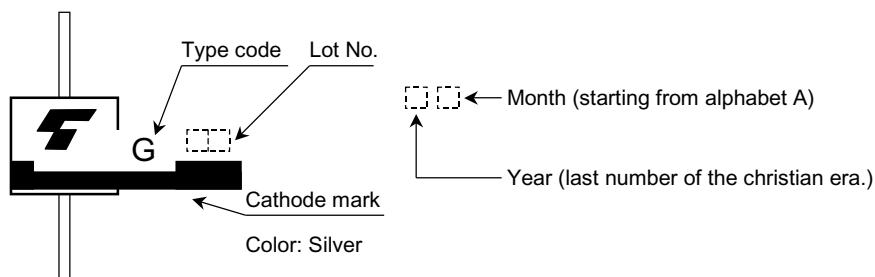 Type code
Lot No.
Month (starting from alphabet A)
G
Year (last number of the christian era.)
Cathode mark
Color: Silver